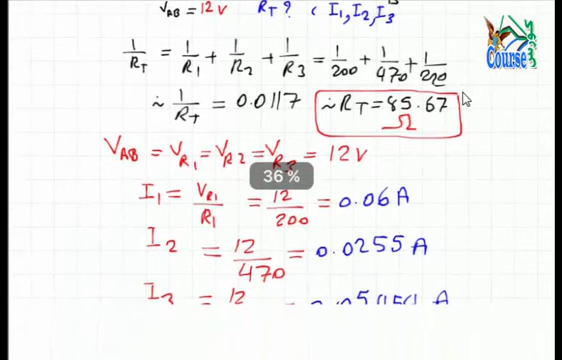 VAB = 12 V RT ? ( I1, I2, I3
1/RT = 1/R1 + 1/R2 + 1/R3 = 1/200 + 1/470 + 1/220
Course
∴ 1/RT = 0.0117 ∴ RT = 85.67 Ω
VAB = VR1 = VR2 = VR3 = 12 V
36 %
I1 = VR1/R1 = 12/200 = 0.06 A
I2 = 12/470 = 0.0255 A
I3 = 12